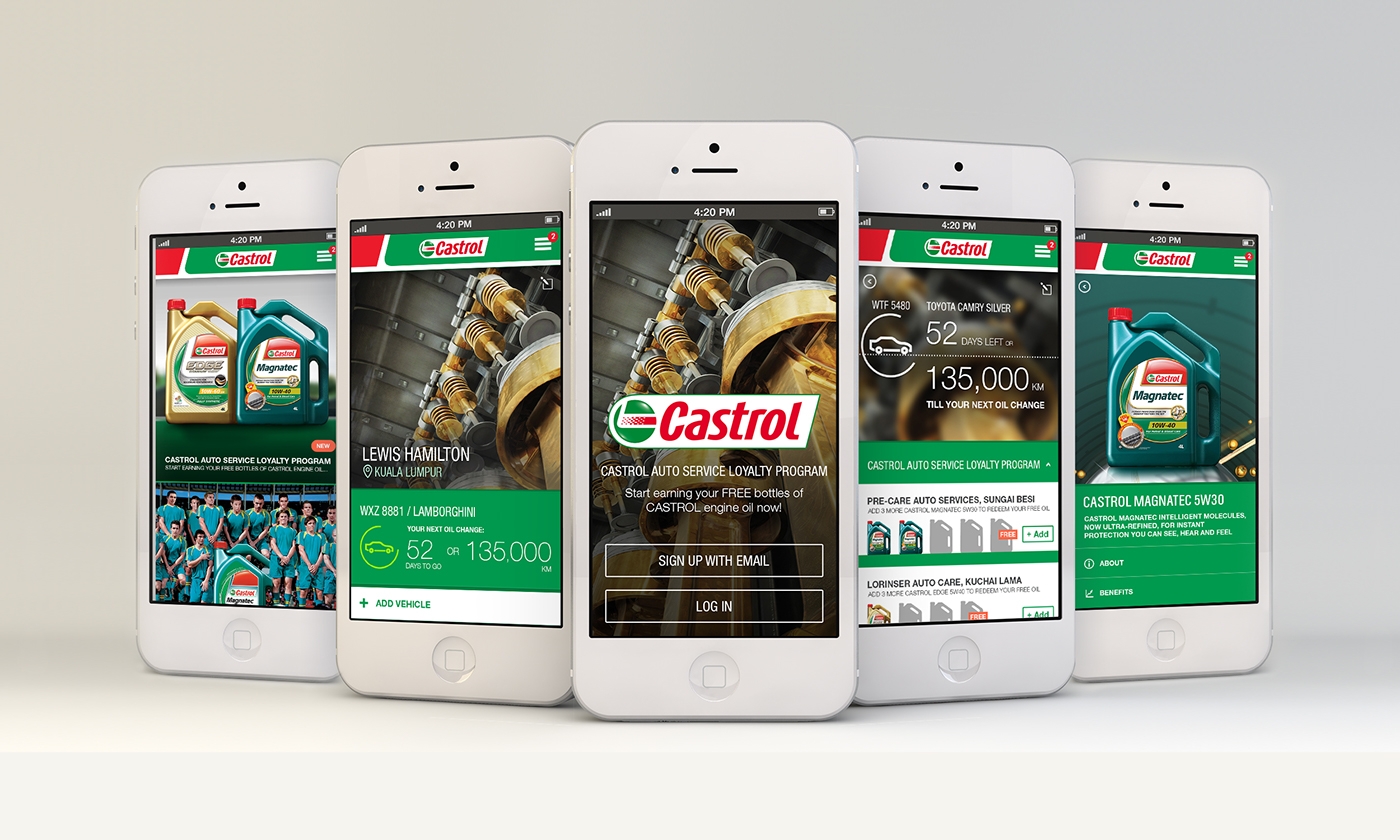 4:20 PM
Castrol
2
Castrol
EDGE
10W-40
4L
Castrol
Magnatec
10W-40
4L
NEW
CASTROL AUTO SERVICE LOYALTY PROGRAM
START EARNING YOUR FREE BOTTLES OF CASTROL ENGINE OIL...
Castrol
Magnatec
4:20 PM
Castrol
2
LEWIS HAMILTON
KUALA LUMPUR
WXZ 8881 / LAMBORGHINI
YOUR NEXT OIL CHANGE:
52 OR 135,000
DAYS TO GO
KM
+ ADD VEHICLE
4:20 PM
Castrol
CASTROL AUTO SERVICE LOYALTY PROGRAM
Start earning your FREE bottles of
CASTROL engine oil now!
SIGN UP WITH EMAIL
LOG IN
4:20 PM
Castrol
2
WTF 5480
TOYOTA CAMRY SILVER
52 DAYS LEFT OR
135,000 KM
TILL YOUR NEXT OIL CHANGE
CASTROL AUTO SERVICE LOYALTY PROGRAM
PRE-CARE AUTO SERVICES, SUNGAI BESI
ADD 3 MORE CASTROL MAGNATEC 5W30 TO REDEEM YOUR FREE OIL
FREE
+ Add
LORINSER AUTO CARE, KUCHAI LAMA
ADD 3 MORE CASTROL EDGE 5W40 TO REDEEM YOUR FREE OIL
FREE
+ Add
4:20 PM
Castrol
2
Castrol
Magnatec
10W-40
4L
CASTROL MAGNATEC 5W30
CASTROL MAGNATEC INTELLIGENT MOLECULES,
NOW ULTRA-REFINED, FOR INSTANT
PROTECTION YOU CAN SEE, HEAR AND FEEL
ABOUT
BENEFITS